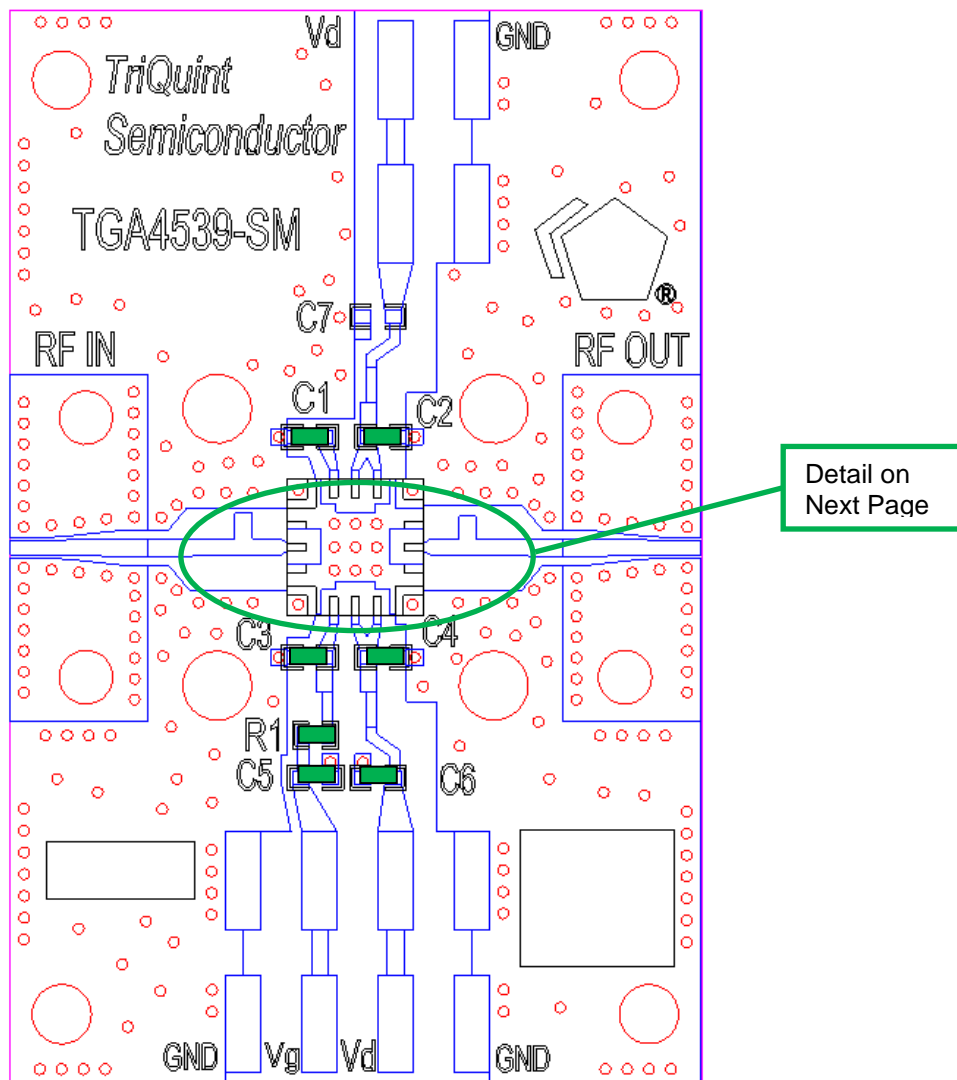 Vd
GND
TriQuint
Semiconductor
TGA4539-SM
®
C7
RF IN
RF OUT
C1
C2
Detail on
Next Page
C3
C4
R1
C5
C6
GND
Vg
Vd
GND